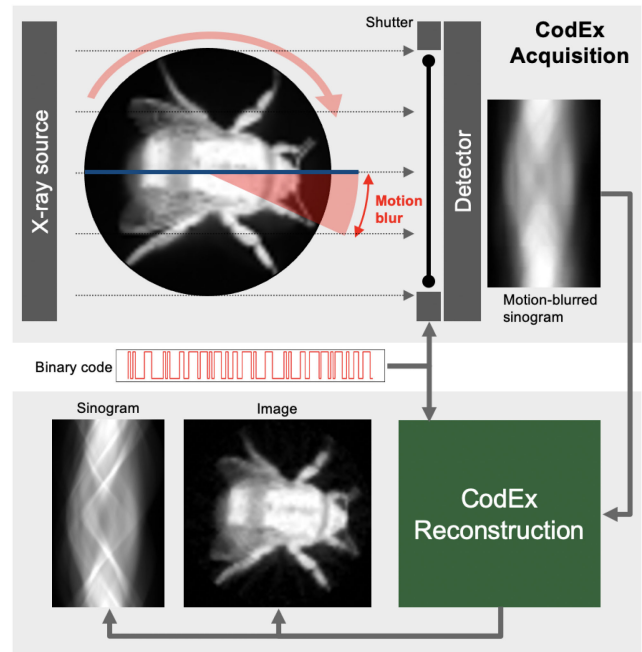 Shutter
CodEx
Acquisition
X-ray source
Motion
blur
Detector
Motion-blurred
sinogram
Binary code
Sinogram
Image
CodEx
Reconstruction